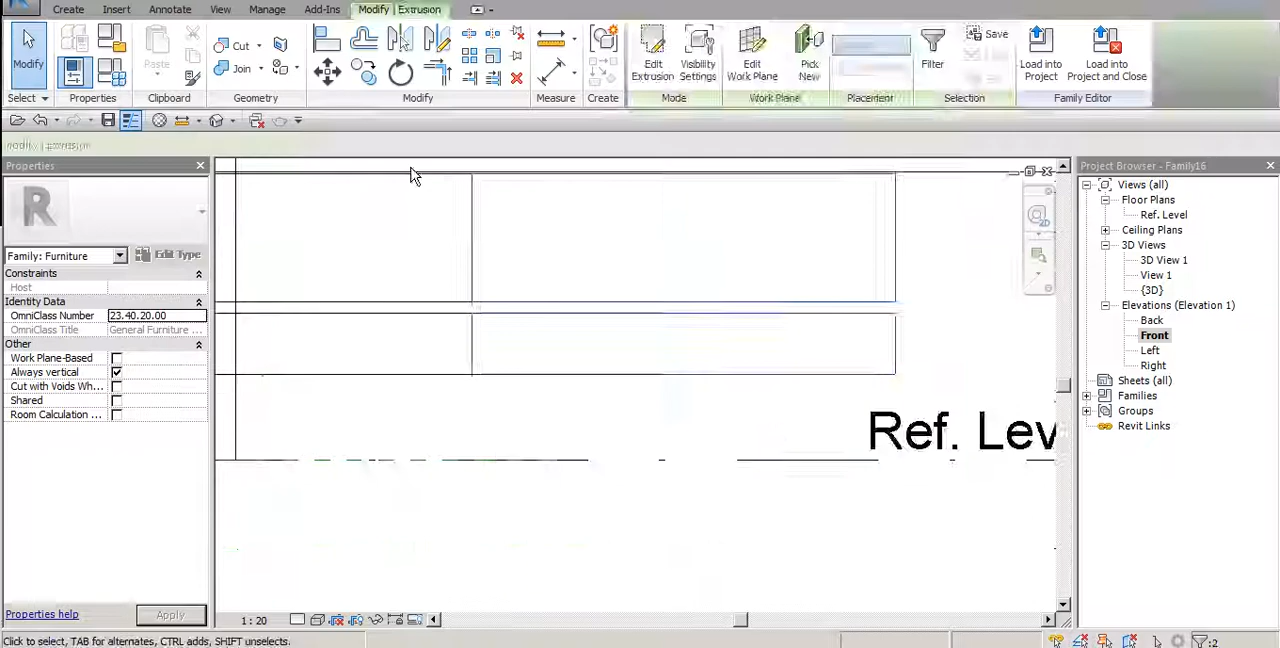 Create Insert Annotate View Manage Add-Ins Modify Extrusion
Modify
Paste
Cut
Join
Edit Extrusion
Visibility Settings
Edit Work Plane
Pick New
Filter
Save
Load into Project
Load into Project and Close
Select Properties Clipboard Geometry Modify Measure Create Mode Work Plane Placement Selection Family Editor
Properties
Family: Furniture
Edit Type
Constraints
Host
Identity Data
OmniClass Number 23.40.20.00
OmniClass Title General Furniture ...
Other
Work Plane-Based
Always vertical
Cut with Voids Wh...
Shared
Room Calculation ...
Properties help
Apply
2D
Ref. Lev
1 : 20
Project Browser - Family16
Views (all)
Floor Plans
Ref. Level
Ceiling Plans
3D Views
3D View 1
View 1
{3D}
Elevations (Elevation 1)
Back
Front
Left
Right
Sheets (all)
Families
Groups
Revit Links
Click to select, TAB for alternates, CTRL adds, SHIFT unselects.
:2